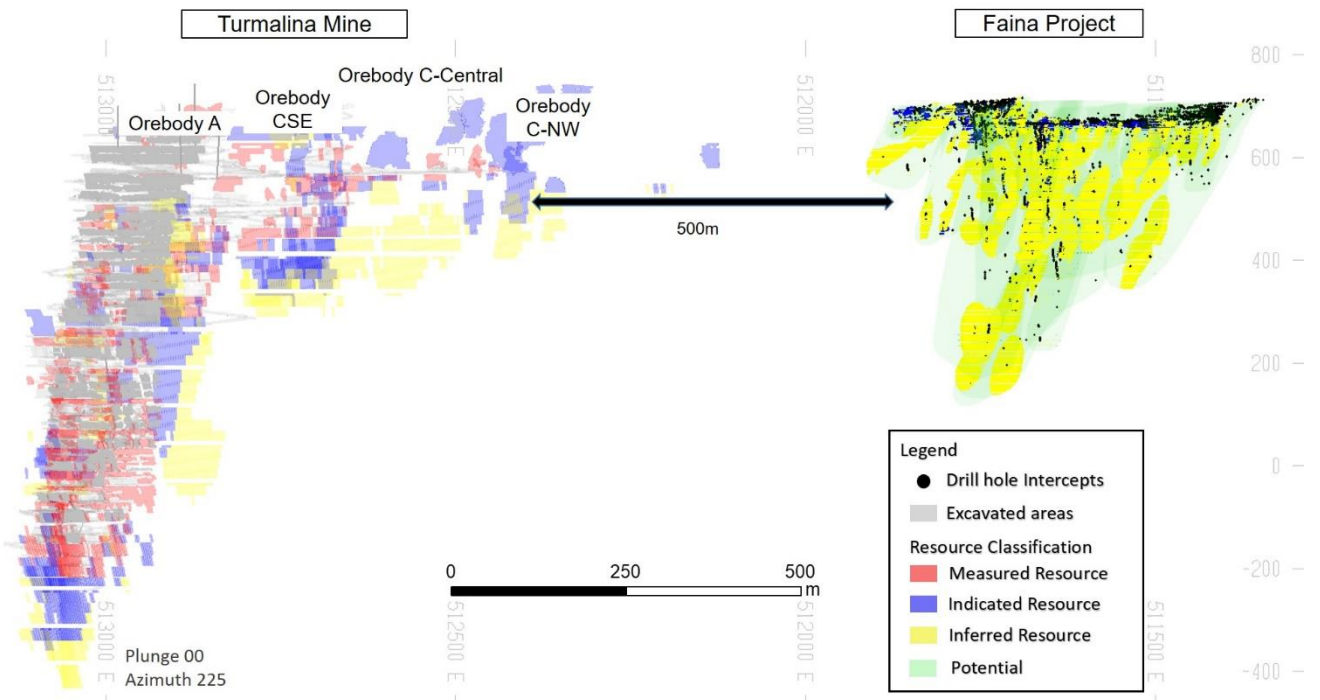 Turmalina Mine
Faina Project
Orebody A
Orebody
CSE
Orebody C-Central
Orebody
C-NW
500m
800
600
400
200
0
-200
-400
Legend
Drill hole Intercepts
Excavated areas
Resource Classification
Measured Resource
Indicated Resource
Inferred Resource
Potential
0
250
500
m
513000 E
512500 E
512000 E
511500 E
Plunge 00
Azimuth 225